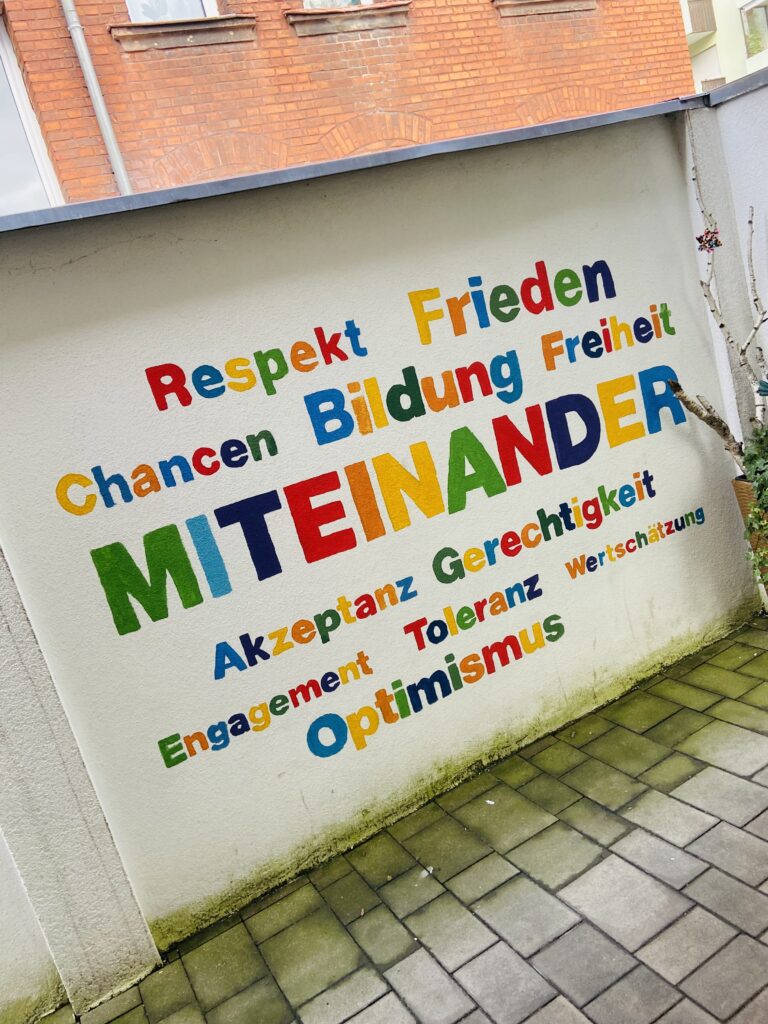 Respekt Frieden
Chancen Bildung Freiheit
MITEINANDER
Akzeptanz Gerechtigkeit
Engagement Toleranz Wertschätzung
Optimismus